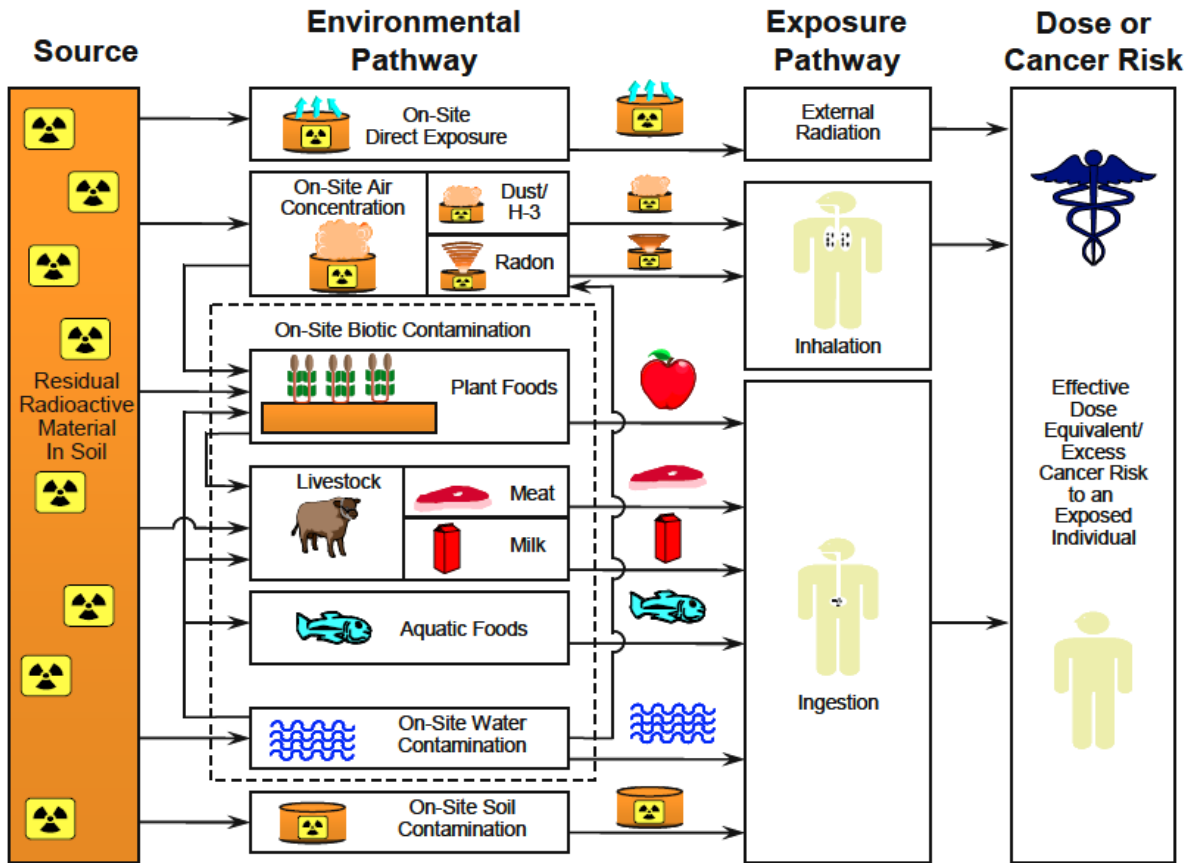 Source
Environmental
Pathway
Exposure
Pathway
Dose or
Cancer Risk
Residual
Radioactive
Material
In Soil
On-Site
Direct Exposure
On-Site Air
Concentration
Dust/
H-3
Radon
On-Site Biotic Contamination
Plant Foods
Livestock
Meat
Milk
Aquatic Foods
On-Site Water
Contamination
On-Site Soil
Contamination
External
Radiation
Inhalation
Ingestion
Effective
Dose
Equivalent/
Excess
Cancer Risk
to an
Exposed
Individual